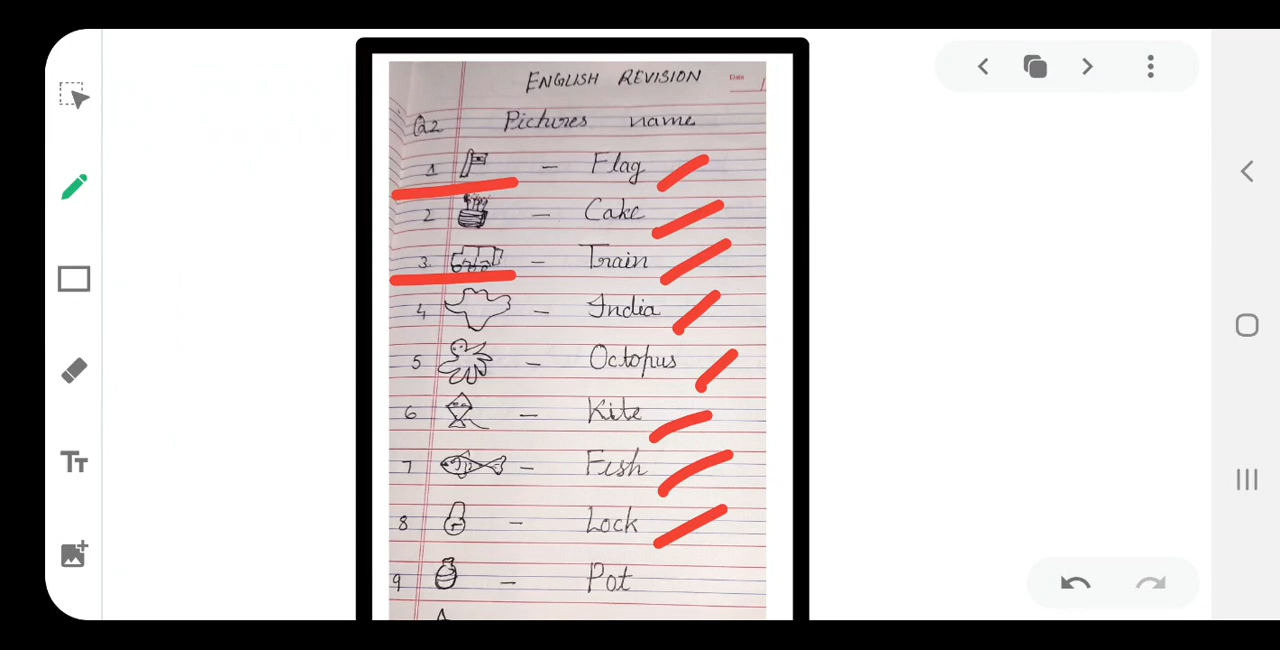 ENGLISH REVISION Date
Q2 Pictures name
1 - Flag
2 - Cake
3. - Train
4 - India
5 - Octopus
6 - Kite
7 - Fish
8 - Lock
9 - Pot
TT